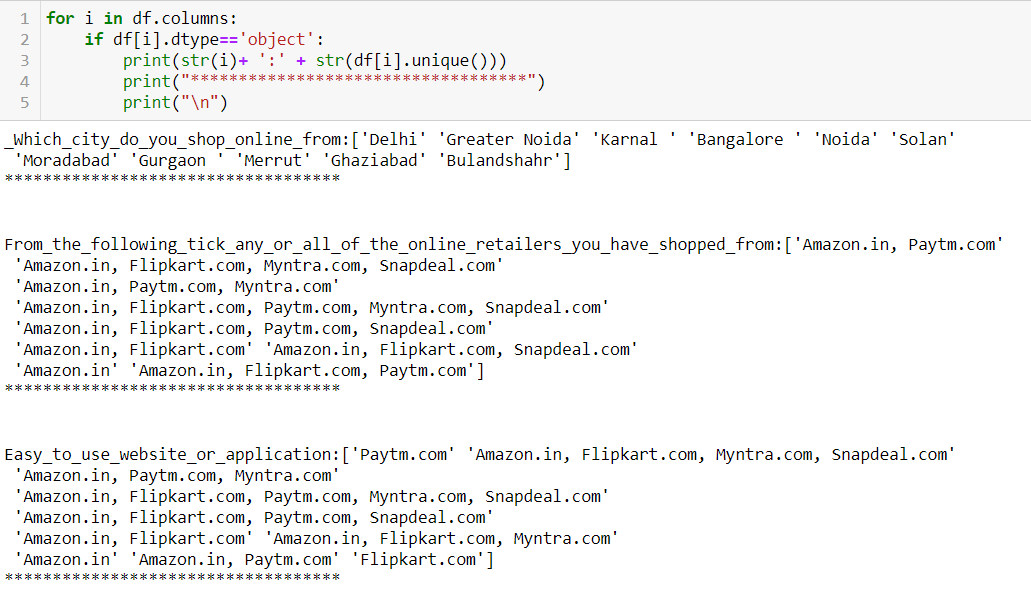 1 for i in df.columns:
2     if df[i].dtype=='object':
3         print(str(i)+ ':' + str(df[i].unique()))
4         print("***********************************")
5         print("\n")
_Which_city_do_you_shop_online_from:['Delhi' 'Greater Noida' 'Karnal ' 'Bangalore ' 'Noida' 'Solan'
 'Moradabad' 'Gurgaon ' 'Merrut' 'Ghaziabad' 'Bulandshahr']
***********************************
From_the_following_tick_any_or_all_of_the_online_retailers_you_have_shopped_from:['Amazon.in, Paytm.com'
 'Amazon.in, Flipkart.com, Myntra.com, Snapdeal.com'
 'Amazon.in, Paytm.com, Myntra.com'
 'Amazon.in, Flipkart.com, Paytm.com, Myntra.com, Snapdeal.com'
 'Amazon.in, Flipkart.com, Paytm.com, Snapdeal.com'
 'Amazon.in, Flipkart.com' 'Amazon.in, Flipkart.com, Snapdeal.com'
 'Amazon.in' 'Amazon.in, Flipkart.com, Paytm.com']
***********************************
Easy_to_use_website_or_application:['Paytm.com' 'Amazon.in, Flipkart.com, Myntra.com, Snapdeal.com'
 'Amazon.in, Paytm.com, Myntra.com'
 'Amazon.in, Flipkart.com, Paytm.com, Myntra.com, Snapdeal.com'
 'Amazon.in, Flipkart.com, Paytm.com, Snapdeal.com'
 'Amazon.in, Flipkart.com' 'Amazon.in, Flipkart.com, Myntra.com'
 'Amazon.in' 'Amazon.in, Paytm.com' 'Flipkart.com']
***********************************